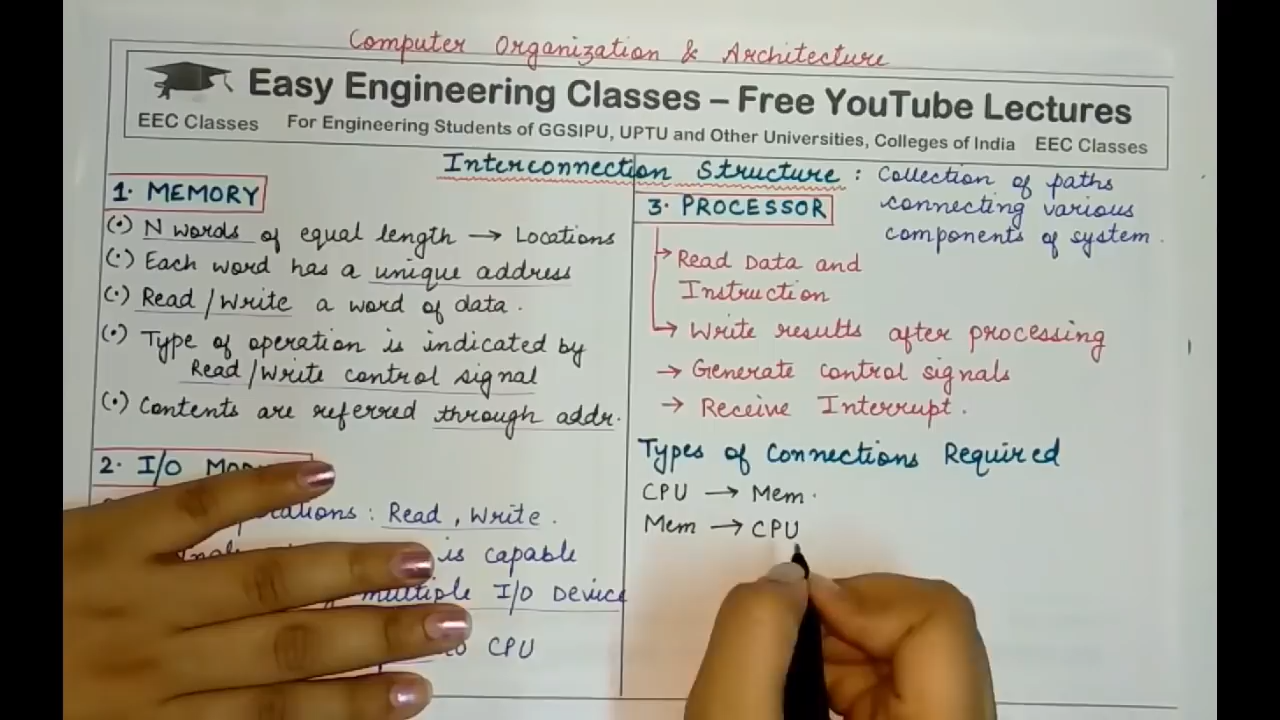 Computer Organization & Architecture
Easy Engineering Classes – Free YouTube Lectures
EEC Classes For Engineering Students of GGSIPU, UPTU and Other Universities, Colleges of India EEC Classes
Interconnection Structure : Collection of paths
connecting various
components of system.
1. MEMORY
(•) N words of equal length → Locations
(•) Each word has a unique address
(•) Read/Write a word of data.
(•) Type of operation is indicated by
Read/Write control signal
(•) Contents are referred through addr.
2. I/O
: Read, Write.
is capable
multiple I/O Device
CPU
3. PROCESSOR
→ Read Data and
Instruction
→ Write results after processing
→ Generate control signals
→ Receive Interrupt.
Types of Connections Required
CPU → Mem.
Mem → CPU